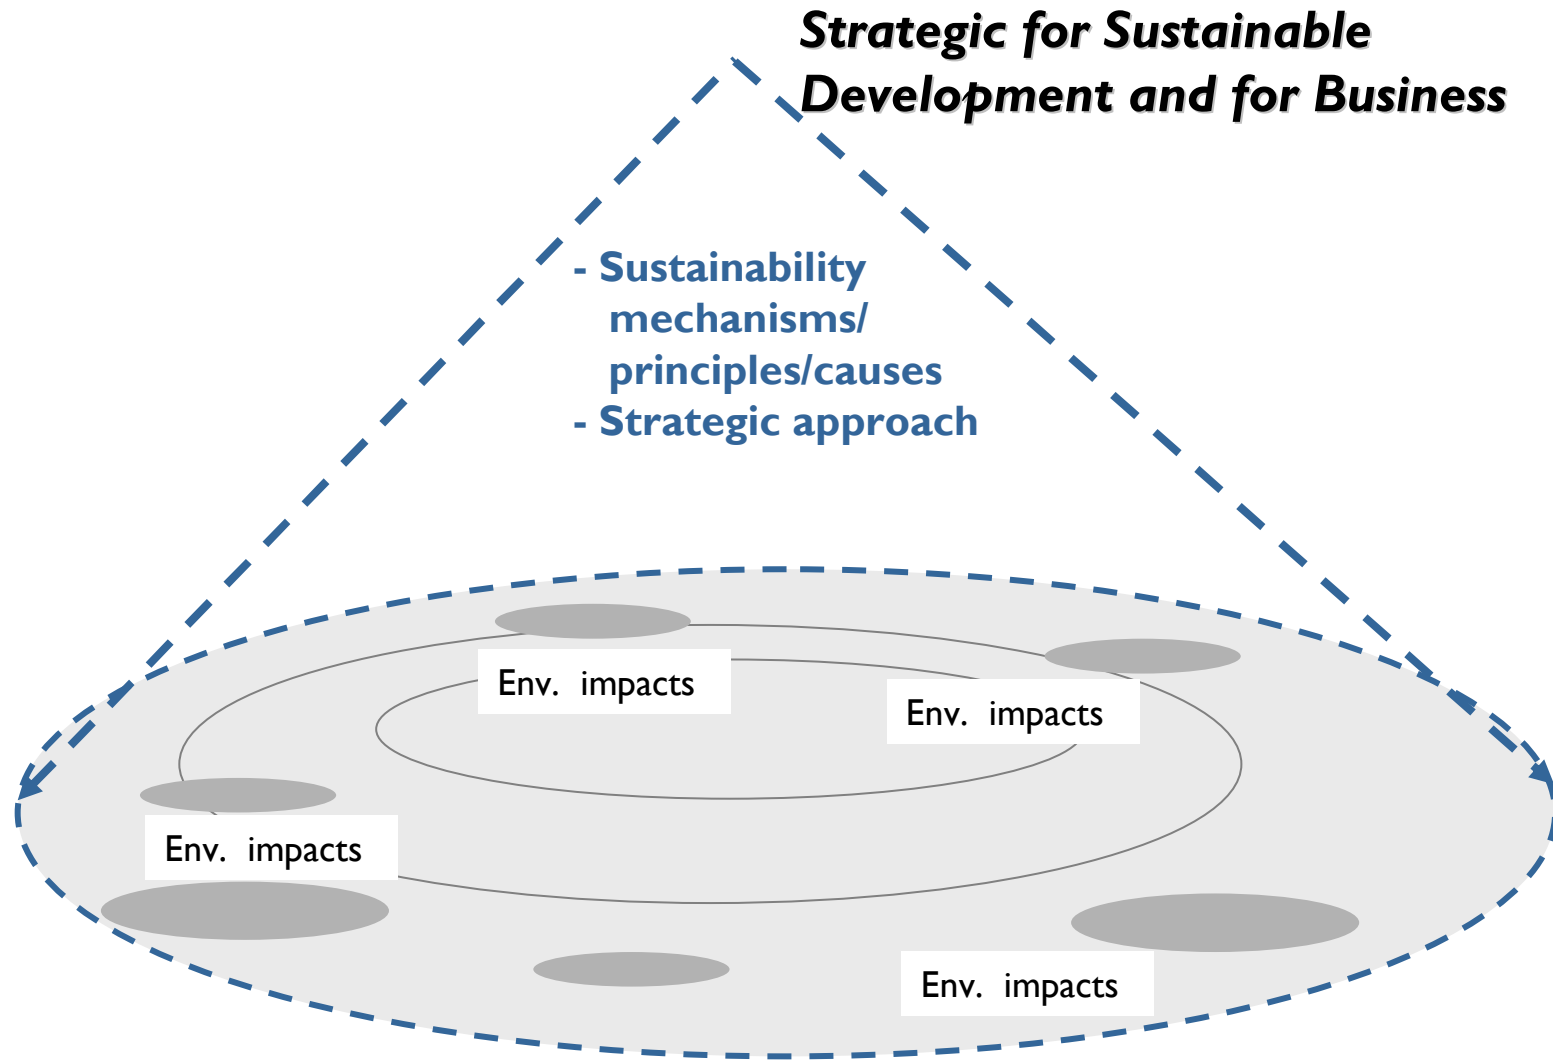 Strategic for Sustainable
Development and for Business
- Sustainability
mechanisms/
principles/causes
- Strategic approach
Env. impacts
Env. impacts
Env. impacts
Env. impacts